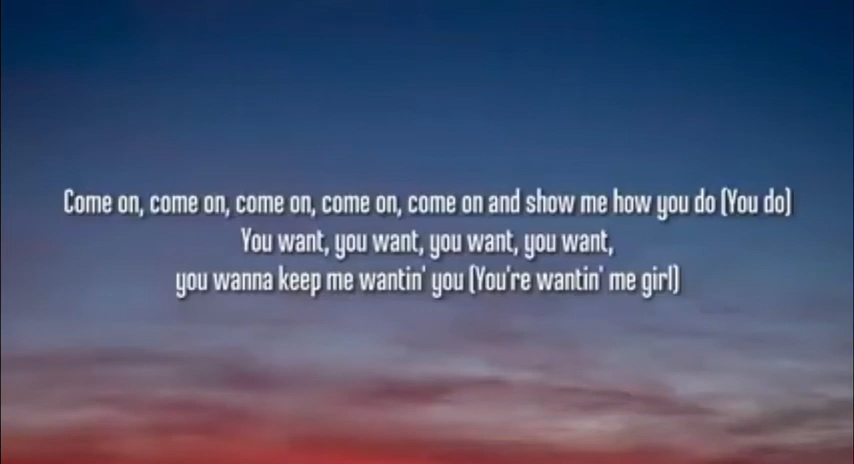 Come on, come on, come on, come on, come on and show me how you do (You do)
You want, you want, you want, you want,
you wanna keep me wantin' you (You're wantin' me girl)